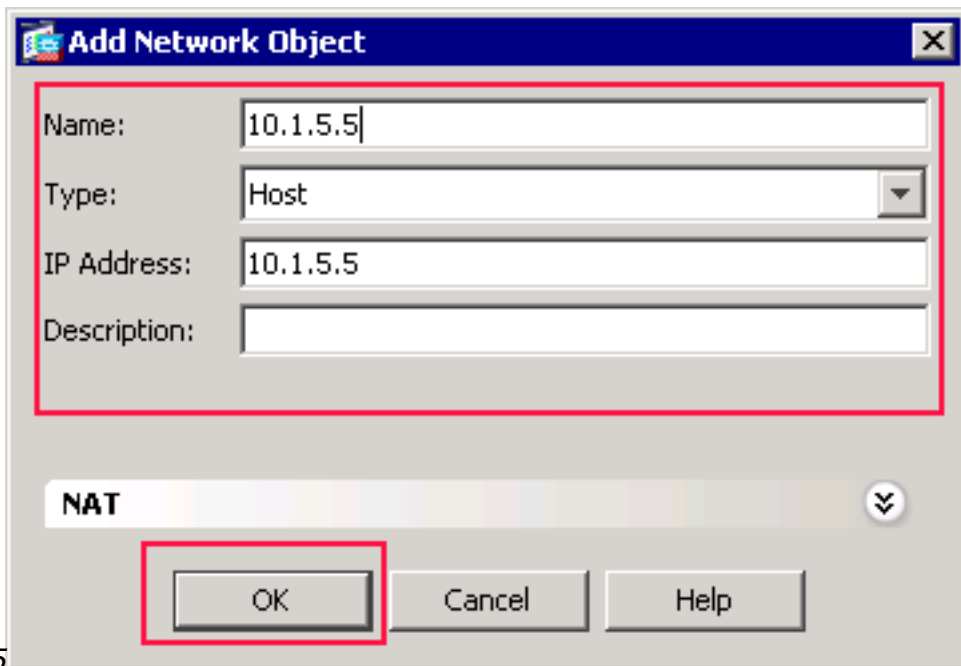 Add Network Object
Name: 10.1.5.5
Type: Host
IP Address: 10.1.5.5
Description:
NAT
OK Cancel Help